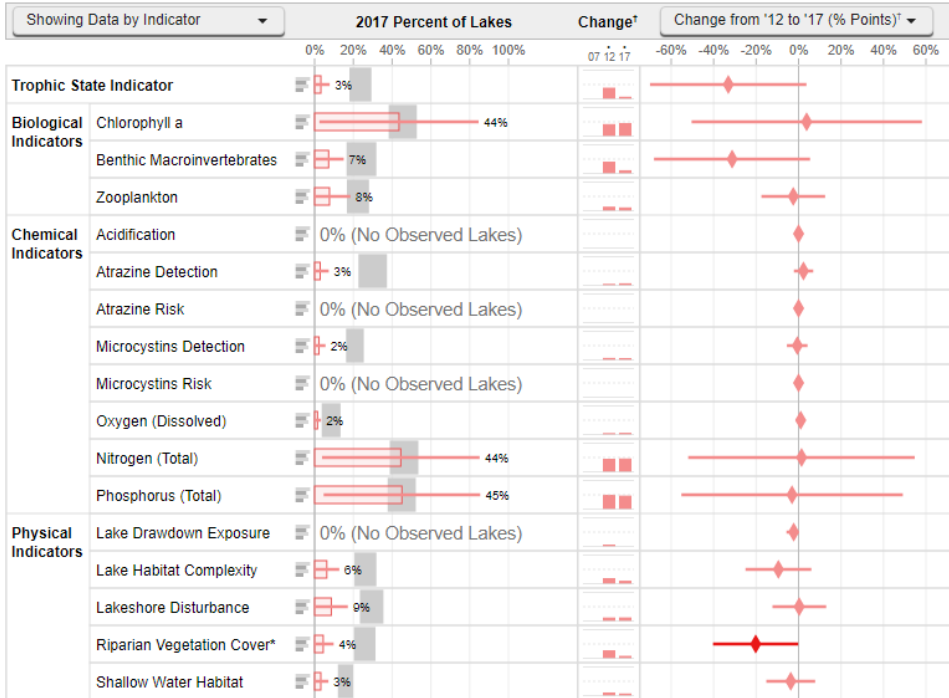 Showing Data by Indicator 2017 Percent of Lakes Change† Change from '12 to '17 (% Points)†
0% 20% 40% 60% 80% 100% 07 12 17 -60% -40% -20% 0% 20% 40% 60%
Trophic State Indicator 3%
Biological Indicators Chlorophyll a 44%
Benthic Macroinvertebrates 7%
Zooplankton 8%
Chemical Indicators Acidification 0% (No Observed Lakes)
Atrazine Detection 3%
Atrazine Risk 0% (No Observed Lakes)
Microcystins Detection 2%
Microcystins Risk 0% (No Observed Lakes)
Oxygen (Dissolved) 2%
Nitrogen (Total) 44%
Phosphorus (Total) 45%
Physical Indicators Lake Drawdown Exposure 0% (No Observed Lakes)
Lake Habitat Complexity 6%
Lakeshore Disturbance 9%
Riparian Vegetation Cover* 4%
Shallow Water Habitat 3%